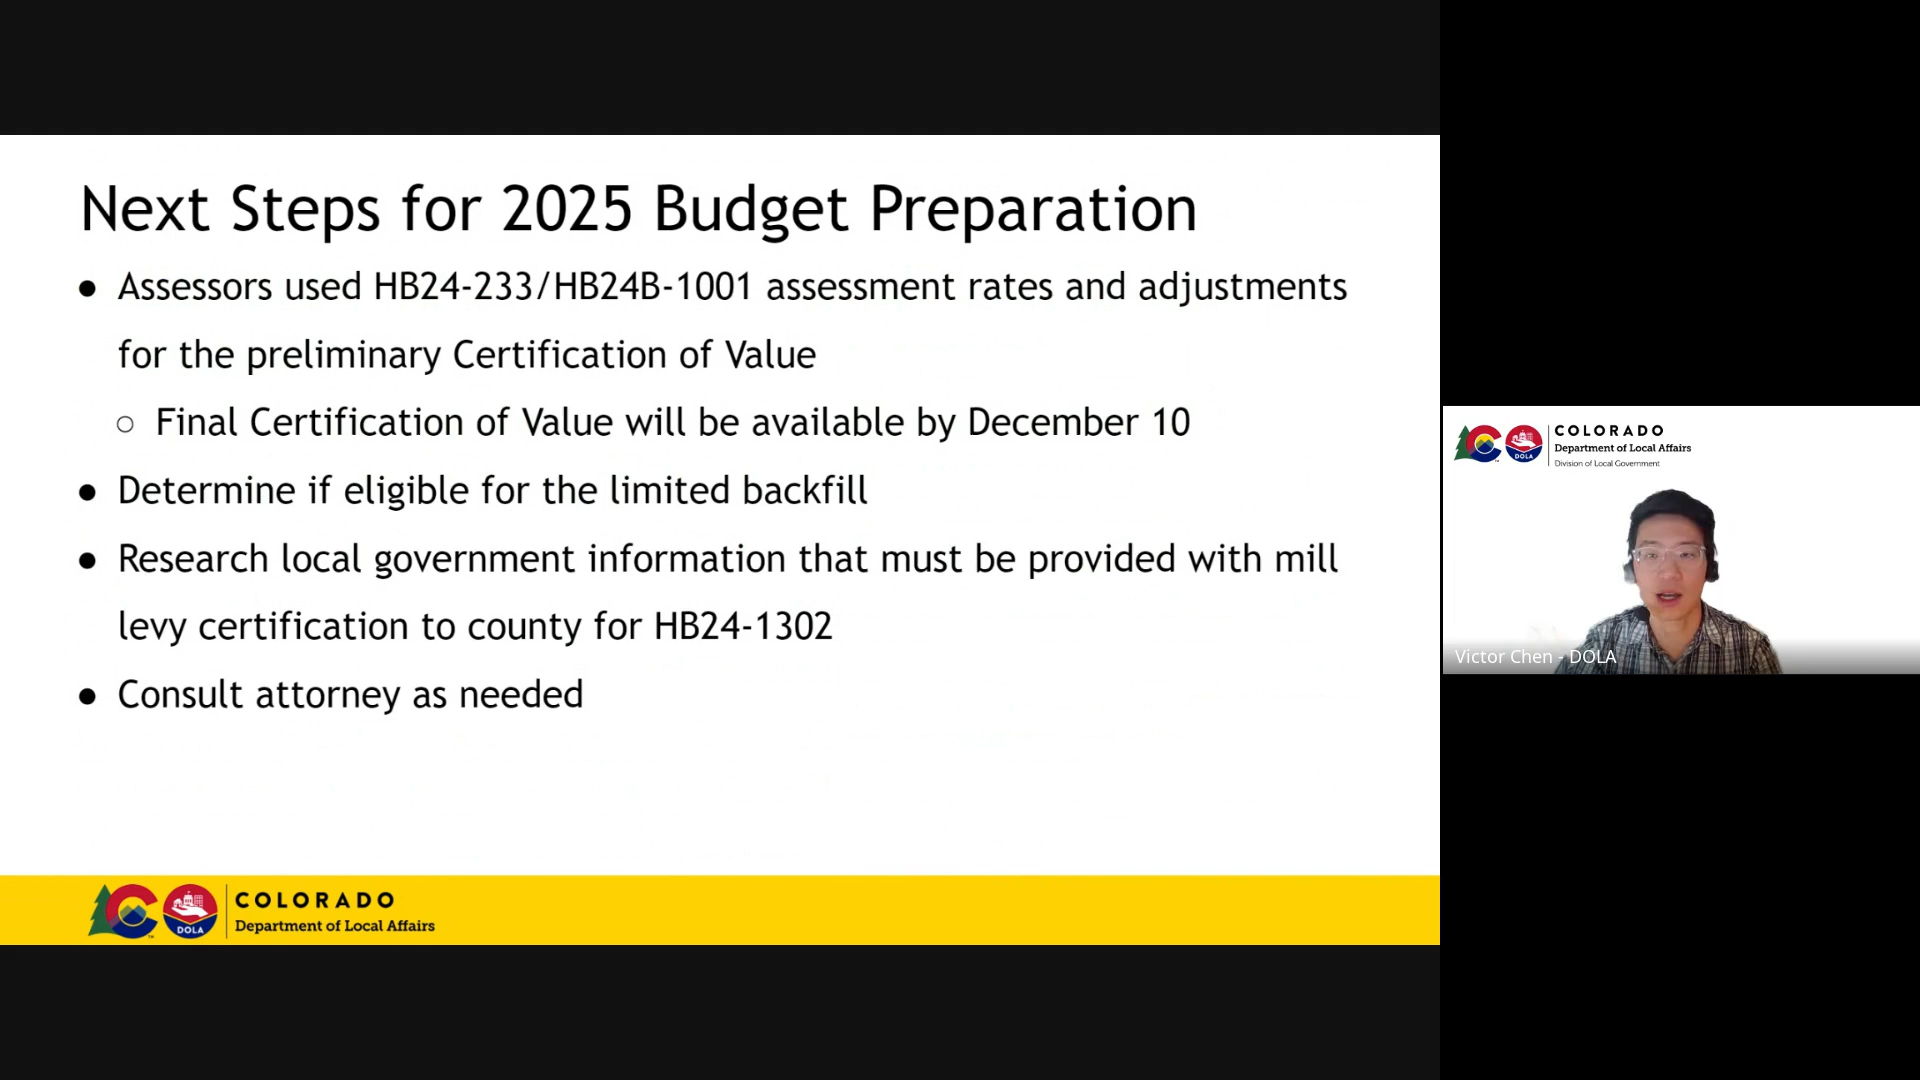 Next Steps for 2025 Budget Preparation
● Assessors used HB24-233/HB24B-1001 assessment rates and adjustments
for the preliminary Certification of Value
○ Final Certification of Value will be available by December 10
● Determine if eligible for the limited backfill
● Research local government information that must be provided with mill
levy certification to county for HB24-1302
● Consult attorney as needed
DOLA
COLORADO
Department of Local Affairs
DOLA
COLORADO
Department of Local Affairs
Division of Local Government
Victor Chen - DOLA